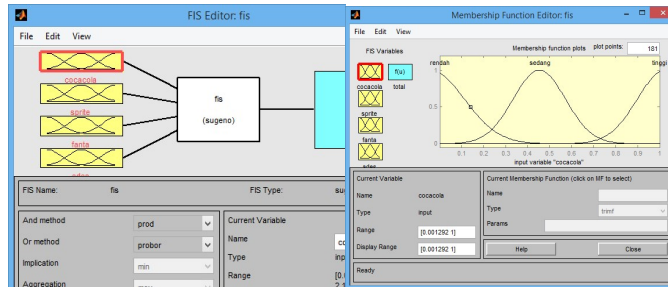 FIS Editor: fis
File Edit View
cocacola
sprite
fanta
fis
(sugeno)
FIS Name: fis FIS Type:
And method prod
Or method probor
Implication min
Aggregation
Current Variable
Name
Type
Range
Membership Function Editor: fis
File Edit View
FIS Variables
Membership function plots plot points: 181
cocacola
f(u)
total
sprite
fanta
rendah sedang tinggi
1
0.5
0
0.1 0.2 0.3 0.4 0.5 0.6 0.7 0.8 0.9 1
input variable "cocacola"
Current Variable
Name cocacola
Type input
Range [0.001292 1]
Display Range [0.001292 1]
Current Membership Function (click on MF to select)
Name
Type trimf
Params
Help Close
Ready